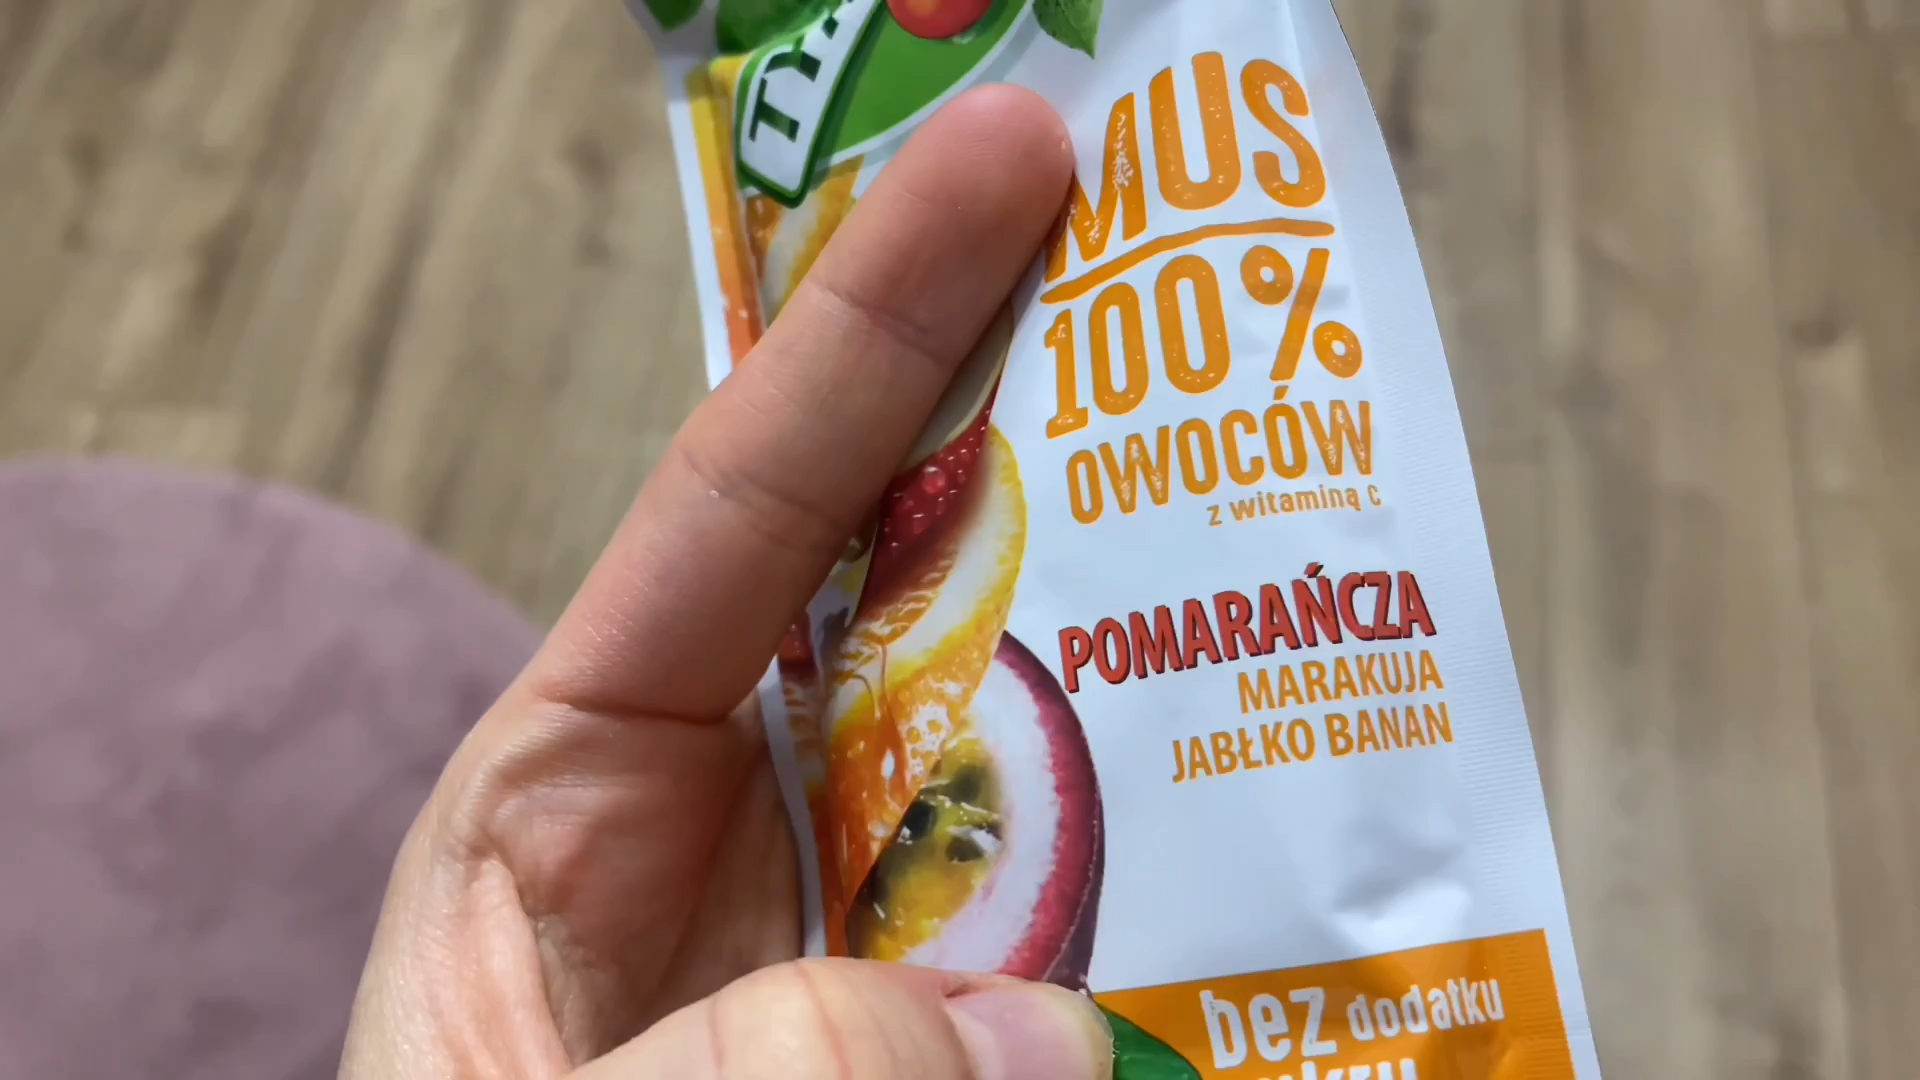 MUS
100%
OWOCÓW
z witaminą c
POMARAŃCZA
MARAKUJA
JABŁKO BANAN
bez dodatku